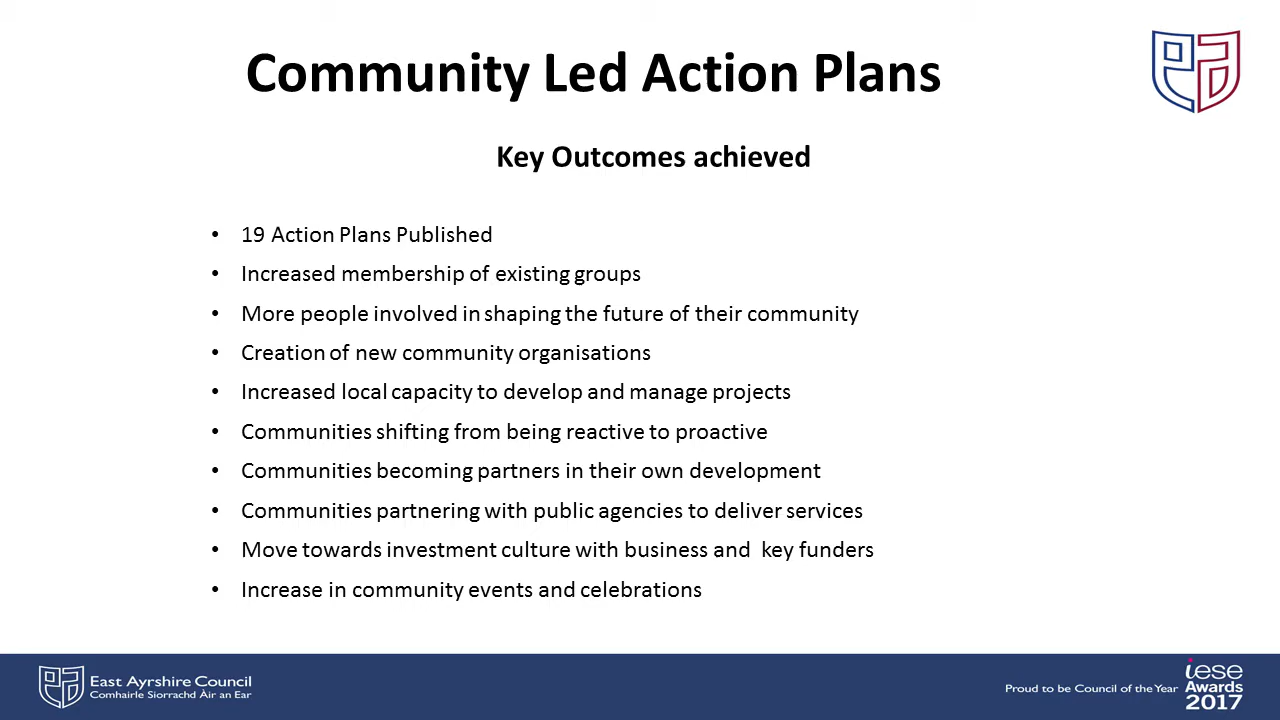 Community Led Action Plans
Key Outcomes achieved
• 19 Action Plans Published
• Increased membership of existing groups
• More people involved in shaping the future of their community
• Creation of new community organisations
• Increased local capacity to develop and manage projects
• Communities shifting from being reactive to proactive
• Communities becoming partners in their own development
• Communities partnering with public agencies to deliver services
• Move towards investment culture with business and  key funders
• Increase in community events and celebrations
East Ayrshire Council
Comhairle Siorrachd Àir an Ear
Proud to be Council of the Year
iese
Awards
2017